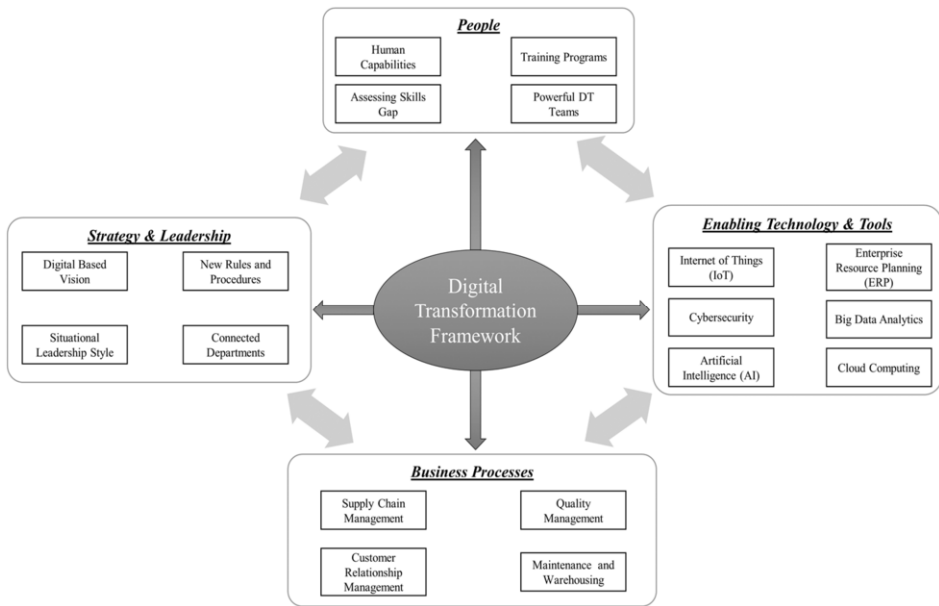 People
Human
Capabilities
Training Programs
Assessing Skills
Gap
Powerful DT
Teams
Strategy & Leadership
Digital Based
Vision
New Rules and
Procedures
Situational
Leadership Style
Connected
Departments
Digital
Transformation
Framework
Enabling Technology & Tools
Internet of Things
(IoT)
Enterprise
Resource Planning
(ERP)
Cybersecurity
Big Data Analytics
Artificial
Intelligence (AI)
Cloud Computing
Business Processes
Supply Chain
Management
Quality
Management
Customer
Relationship
Management
Maintenance and
Warehousing